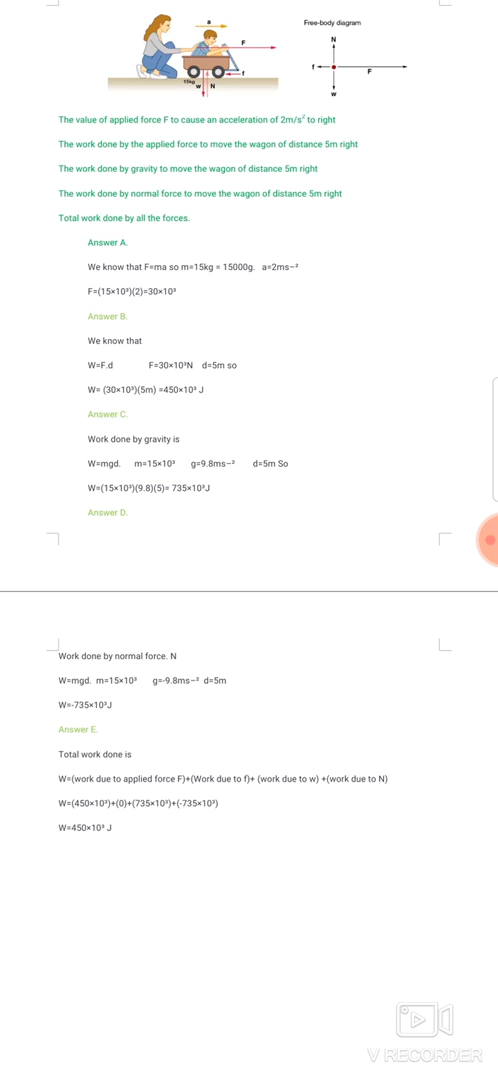 Free-body diagram
a
N
F
f
F
f
15kg
w
N
w
The value of applied force F to cause an acceleration of 2m/s² to right
The work done by the applied force to move the wagon of distance 5m right
The work done by gravity to move the wagon of distance 5m right
The work done by normal force to move the wagon of distance 5m right
Total work done by all the forces.
Answer A.
We know that F=ma so m=15kg = 15000g. a=2ms−²
F=(15×10³)(2)=30×10³
Answer B.
We know that
W=F.d F=30×10³N d=5m so
W= (30×10³)(5m) =450×10³ J
Answer C.
Work done by gravity is
W=mgd. m=15×10³ g=9.8ms−² d=5m So
W=(15×10³)(9.8)(5)= 735×10³J
Answer D.
Work done by normal force. N
W=mgd. m=15×10³ g=-9.8ms−² d=5m
W=-735×10³J
Answer E.
Total work done is
W=(work due to applied force F)+(Work due to f)+ (work due to w) +(work due to N)
W=(450×10³)+(0)+(735×10³)+(-735×10³)
W=450×10³ J
V RECORDER